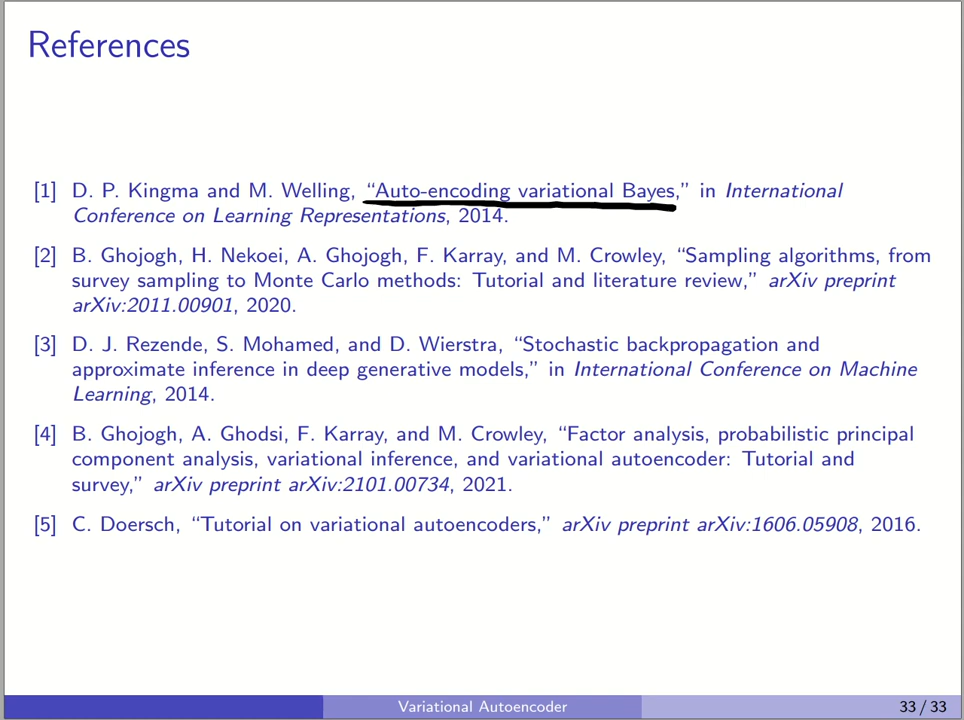 References
[1] D. P. Kingma and M. Welling, “Auto-encoding variational Bayes,” in International
Conference on Learning Representations, 2014.
[2] B. Ghojogh, H. Nekoei, A. Ghojogh, F. Karray, and M. Crowley, “Sampling algorithms, from
survey sampling to Monte Carlo methods: Tutorial and literature review,” arXiv preprint
arXiv:2011.00901, 2020.
[3] D. J. Rezende, S. Mohamed, and D. Wierstra, “Stochastic backpropagation and
approximate inference in deep generative models,” in International Conference on Machine
Learning, 2014.
[4] B. Ghojogh, A. Ghodsi, F. Karray, and M. Crowley, “Factor analysis, probabilistic principal
component analysis, variational inference, and variational autoencoder: Tutorial and
survey,” arXiv preprint arXiv:2101.00734, 2021.
[5] C. Doersch, “Tutorial on variational autoencoders,” arXiv preprint arXiv:1606.05908, 2016.
Variational Autoencoder 33 / 33